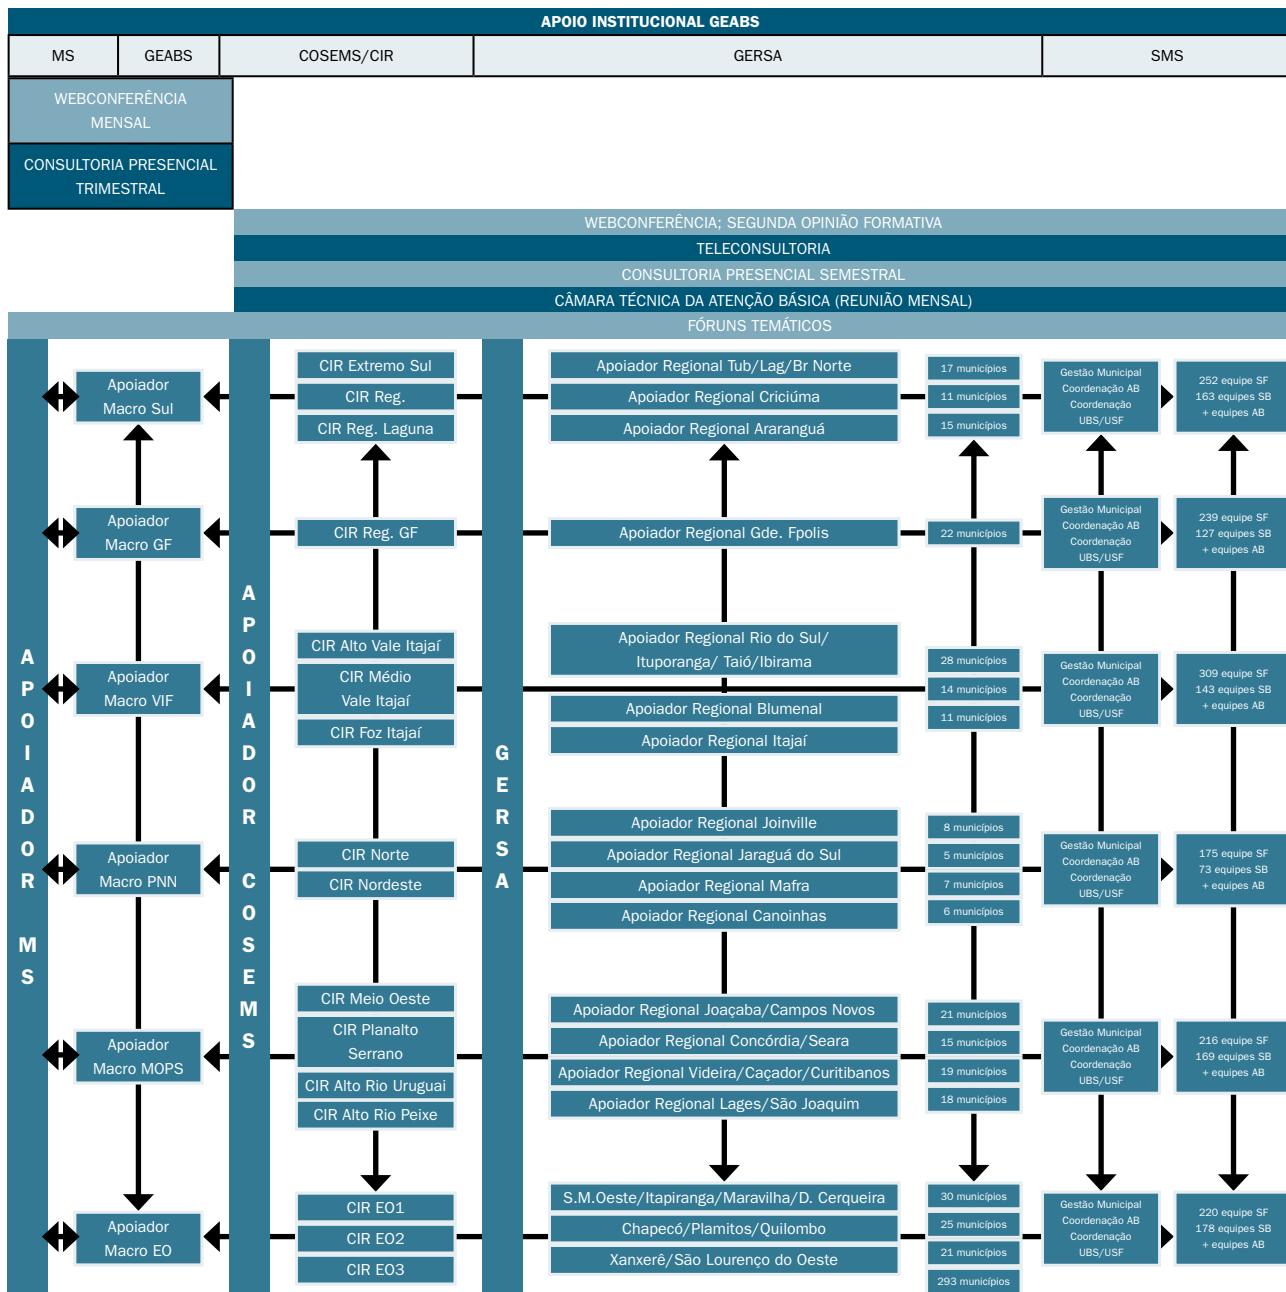 APOIO INSTITUCIONAL GEABS
MS
GEABS
COSEMS/CIR
GERSA
SMS
WEBCONFERÊNCIA
MENSAL
CONSULTORIA PRESENCIAL
TRIMESTRAL
WEBCONFERÊNCIA; SEGUNDA OPINIÃO FORMATIVA
TELECONSULTORIA
CONSULTORIA PRESENCIAL SEMESTRAL
CÂMARA TÉCNICA DA ATENÇÃO BÁSICA (REUNIÃO MENSAL)
FÓRUNS TEMÁTICOS
APOIADOR MS
APOIADOR COSEMS
GERSA
Apoiador
Macro Sul
CIR Extremo Sul
CIR Reg.
CIR Reg. Laguna
Apoiador Regional Tub/Lag/Br Norte
Apoiador Regional Criciúma
Apoiador Regional Araranguá
17 municípios
11 municípios
15 municípios
Gestão Municipal
Coordenação AB
Coordenação
UBS/USF
252 equipe SF
163 equipes SB
+ equipes AB
Apoiador
Macro GF
CIR Reg. GF
Apoiador Regional Gde. Fpolis
22 municípios
Gestão Municipal
Coordenação AB
Coordenação
UBS/USF
239 equipe SF
127 equipes SB
+ equipes AB
Apoiador
Macro VIF
CIR Alto Vale Itajaí
CIR Médio
Vale Itajaí
CIR Foz Itajaí
Apoiador Regional Rio do Sul/
Ituporanga/ Taió/Ibirama
Apoiador Regional Blumenal
Apoiador Regional Itajaí
28 municípios
14 municípios
11 municípios
Gestão Municipal
Coordenação AB
Coordenação
UBS/USF
309 equipe SF
143 equipes SB
+ equipes AB
Apoiador
Macro PNN
CIR Norte
CIR Nordeste
Apoiador Regional Joinville
Apoiador Regional Jaraguá do Sul
Apoiador Regional Mafra
Apoiador Regional Canoinhas
8 municípios
5 municípios
7 municípios
6 municípios
Gestão Municipal
Coordenação AB
Coordenação
UBS/USF
175 equipe SF
73 equipes SB
+ equipes AB
Apoiador
Macro MOPS
CIR Meio Oeste
CIR Planalto
Serrano
CIR Alto Rio Uruguai
CIR Alto Rio Peixe
Apoiador Regional Joaçaba/Campos Novos
Apoiador Regional Concórdia/Seara
Apoiador Regional Videira/Caçador/Curitibanos
Apoiador Regional Lages/São Joaquim
21 municípios
15 municípios
19 municípios
18 municípios
Gestão Municipal
Coordenação AB
Coordenação
UBS/USF
216 equipe SF
169 equipes SB
+ equipes AB
Apoiador
Macro EO
CIR EO1
CIR EO2
CIR EO3
S.M.Oeste/Itapiranga/Maravilha/D. Cerqueira
Chapecó/Plamitos/Quilombo
Xanxerê/São Lourenço do Oeste
30 municípios
25 municípios
21 municípios
293 municípios
Gestão Municipal
Coordenação AB
Coordenação
UBS/USF
220 equipe SF
178 equipes SB
+ equipes AB